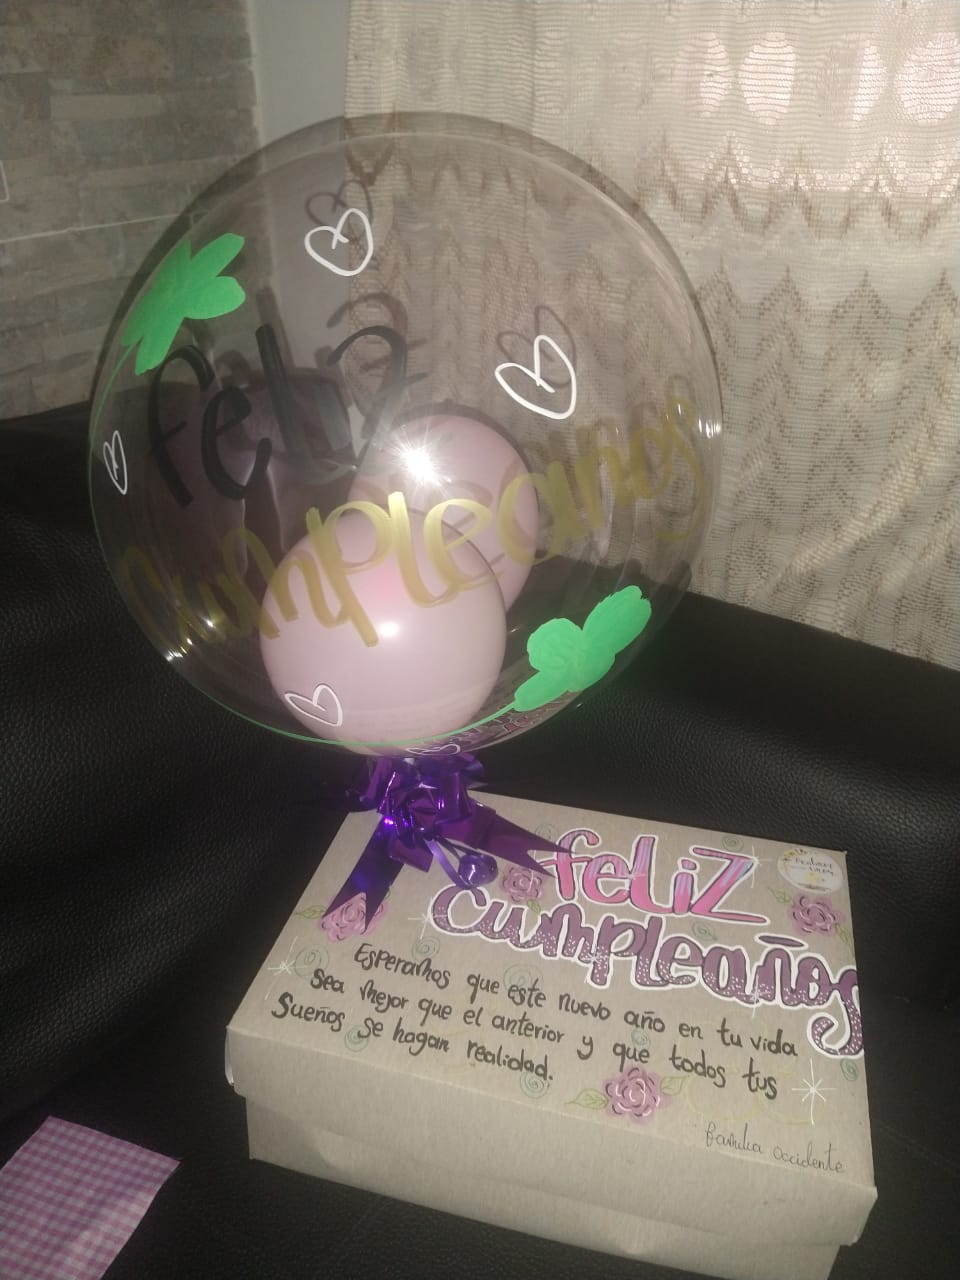 feliz
Cumpleaños
feliz
cumpleaños
Esperamos que este nuevo año en tu vida
sea mejor que el anterior y que todos tus
Sueños se hagan realidad.
familia occidente